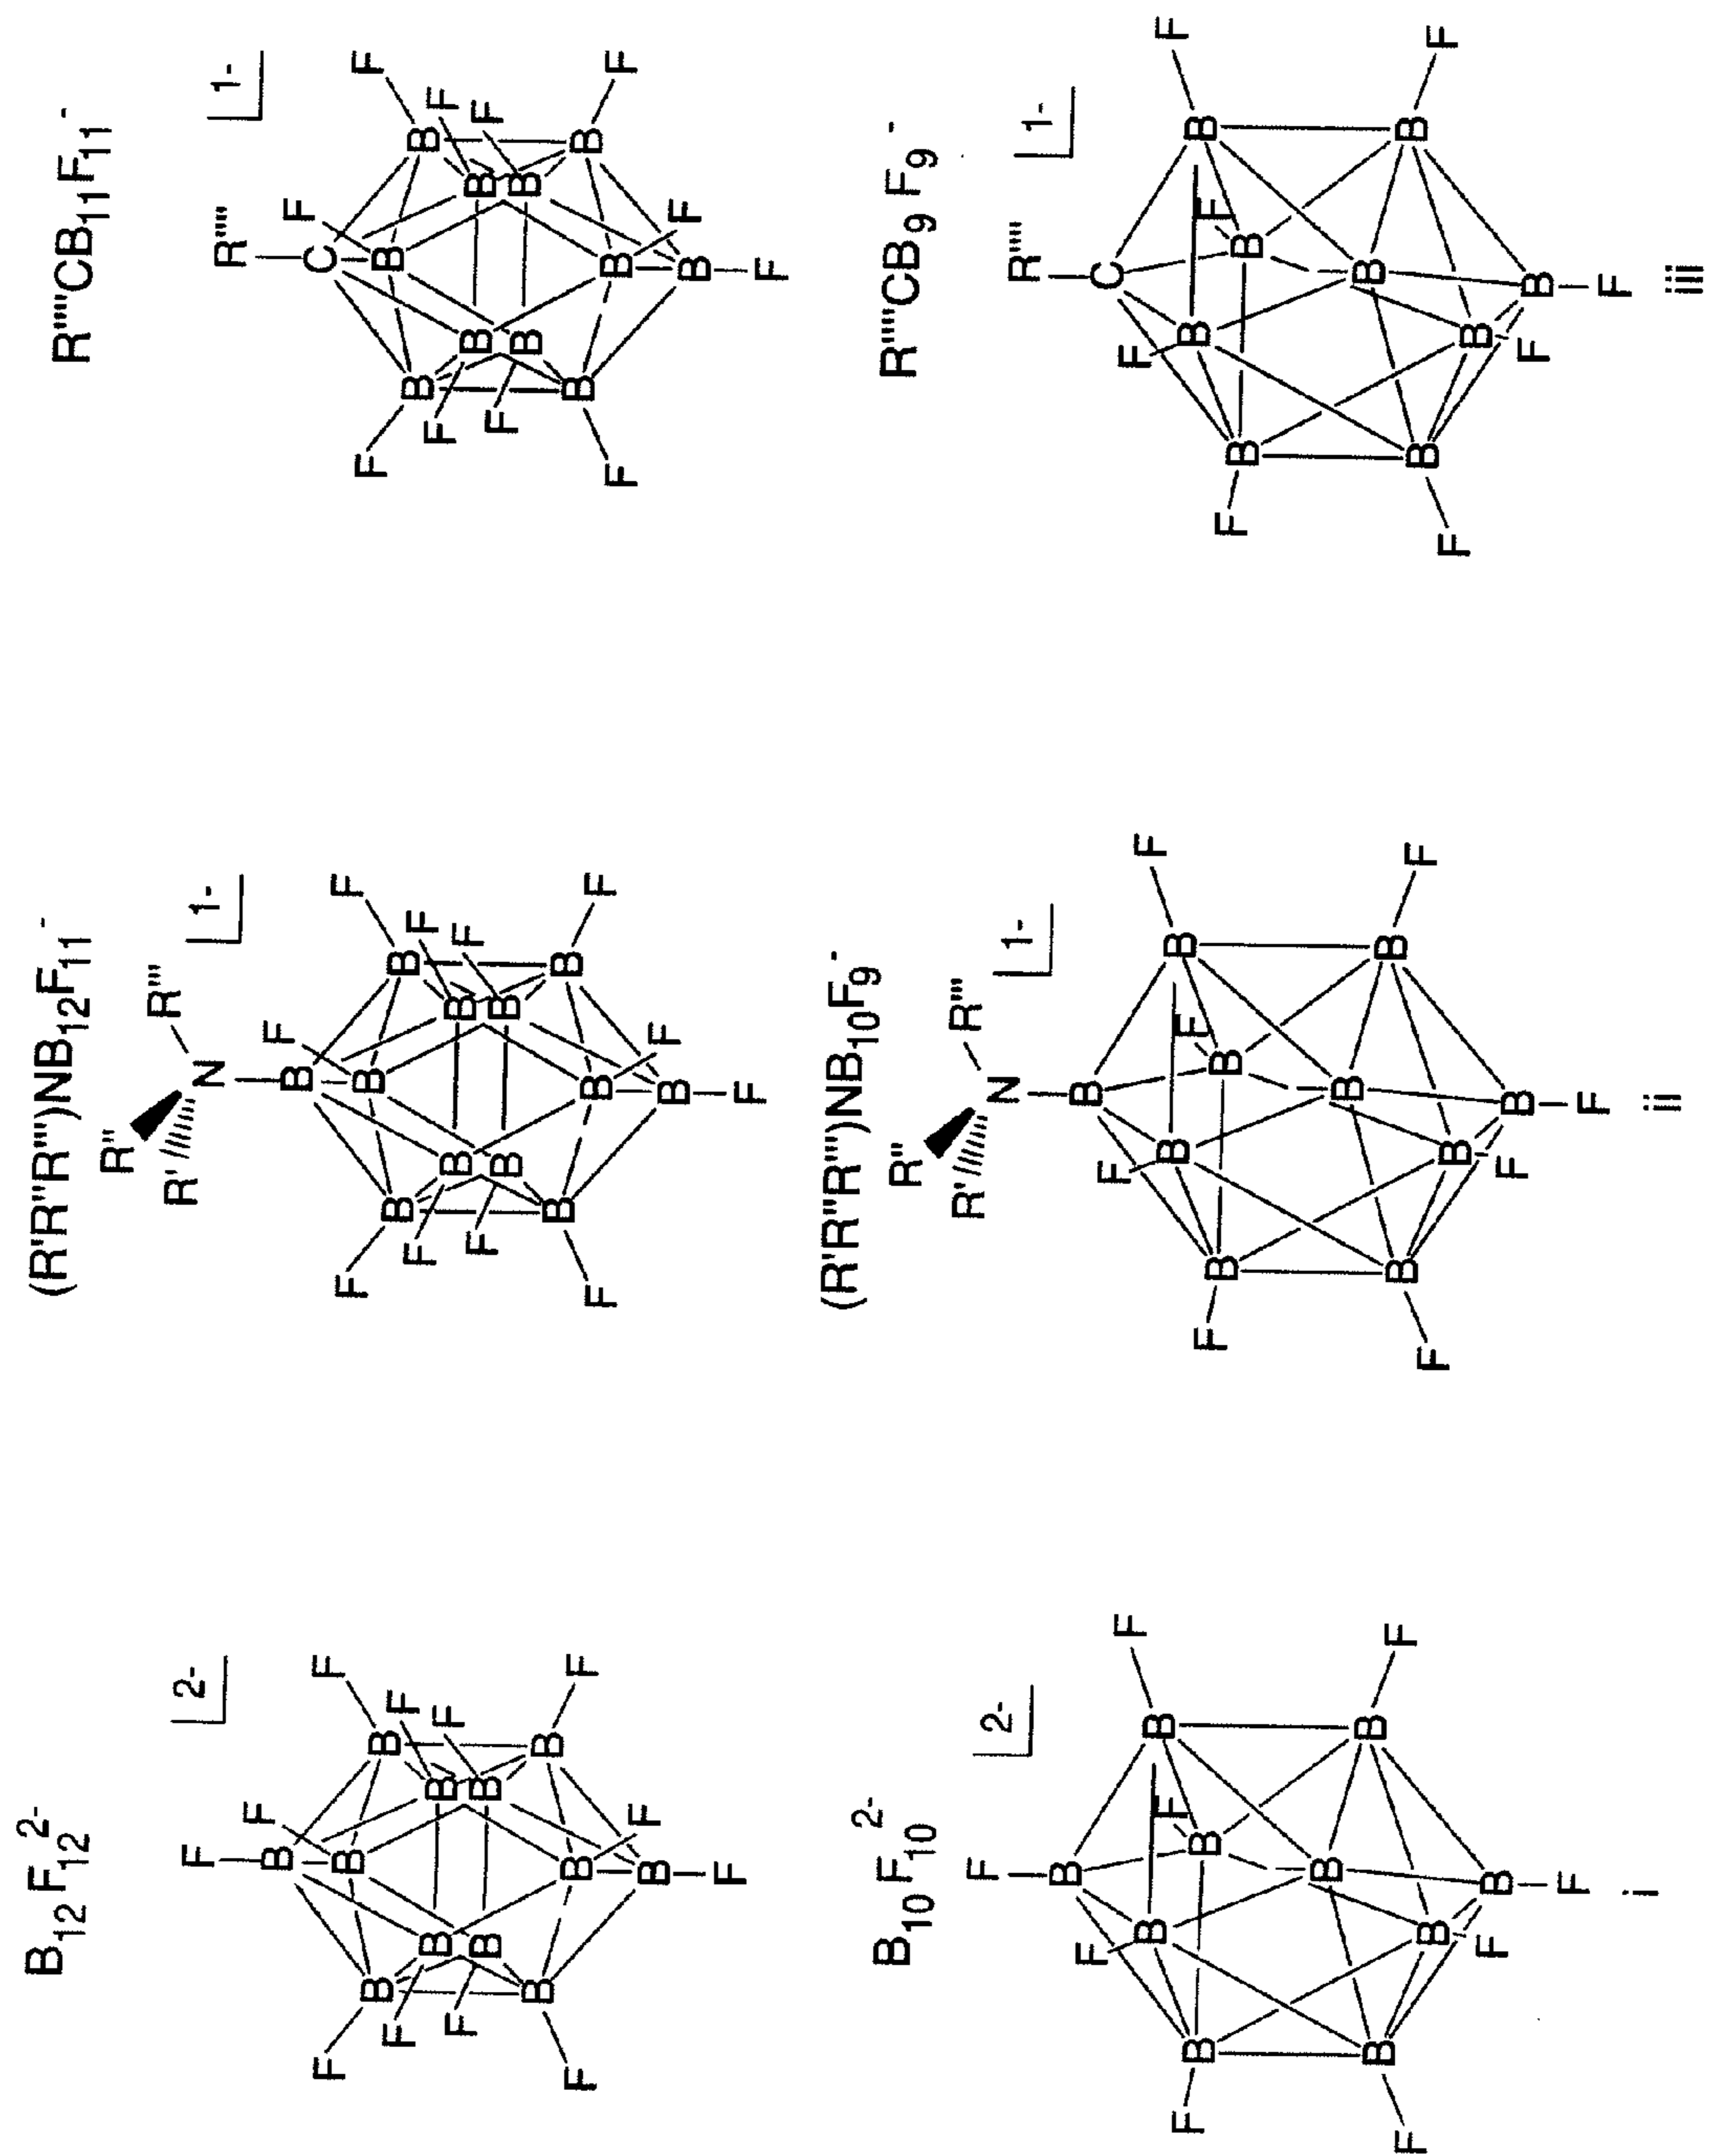 B12F12 2-
2-
F
F F F
B
B B B
F B B F
F B B F
B B
F B F F
B
F
(R'R''R''')NB12F11 -
1-
R'' R' N R'''
F F F
B
B B B
F B B F
F B B F
B B
F B F F
B
F
R''''CB11F11 -
1-
R''''
F F F
C
B B B
F B B F
F B B F
B B
F B F F
B
F
B10F10 2-
2-
F
B F
F B F B
F B B
B
B B
F B F F
B
F
i
(R'R''R''')NB10F9 -
1-
R'' R' N R'''
B F
F B F B
F B B
B
B B
F B F F
B
F
ii
R''''CB9F9 -
1-
R''''
C F
F B F B
F B B
B
B B
F B F F
B
F
iii